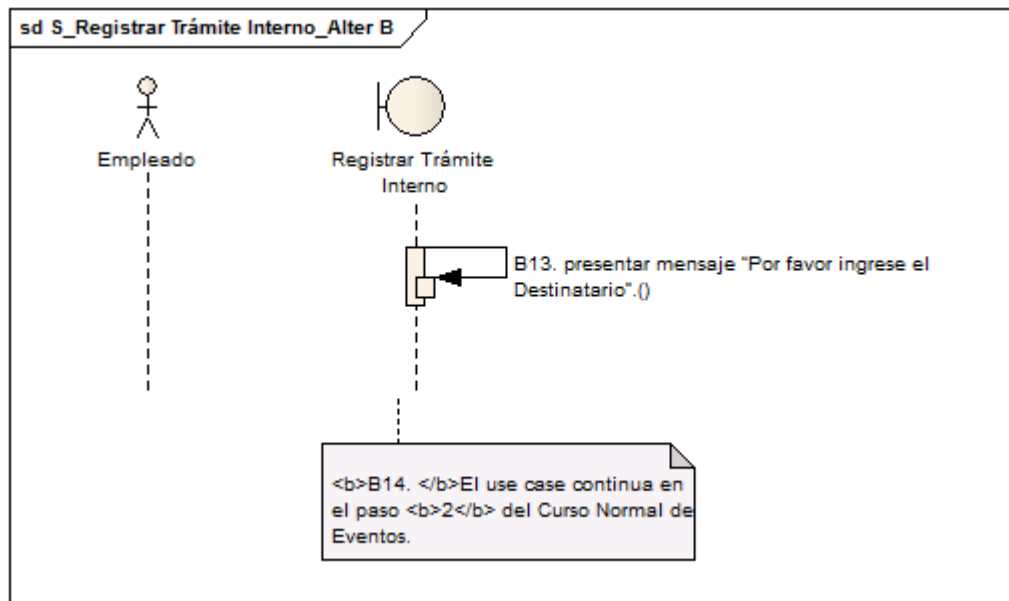 sd S_Registrar Trámite Interno_Alter B
Empleado
Registrar Trámite
Interno
B13. presentar mensaje "Por favor ingrese el
Destinatario".()
<b>B14. </b>El use case continua en
el paso <b>2</b> del Curso Normal de
Eventos.